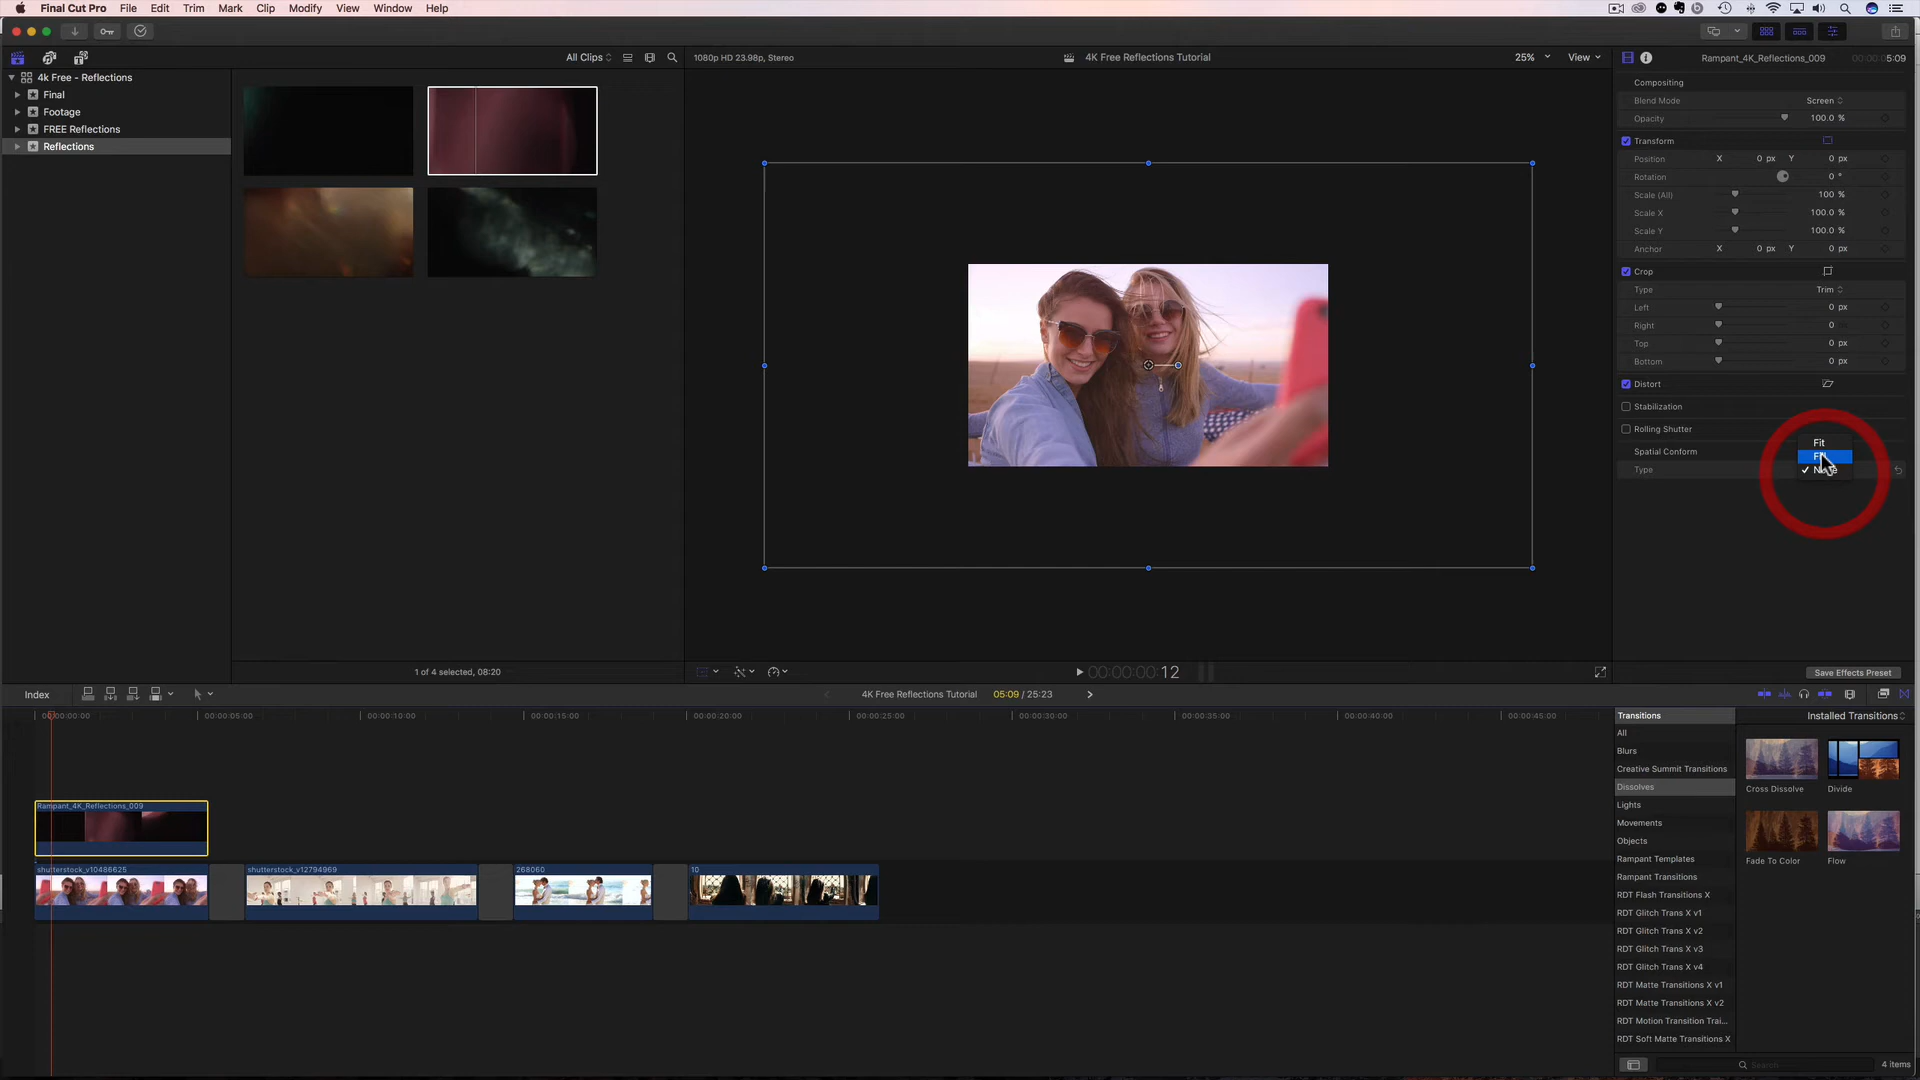 Final Cut Pro File Edit Trim Mark Clip Modify View Window Help
All Clips
1080p HD 23.98p, Stereo
4K Free Reflections Tutorial
25%
View
Rampant_4K_Reflections_009
5:09
4k Free - Reflections
Final
Footage
FREE Reflections
Reflections
Compositing
Blend Mode
Screen
Opacity
100.0 %
Transform
Position
X
0 px
Y
0 px
Rotation
0 °
Scale (All)
100 %
Scale X
100.0 %
Scale Y
100.0 %
Anchor
X
0 px
Y
0 px
Crop
Type
Trim
Left
0 px
Right
0
Top
0 px
Bottom
0 px
Distort
Stabilization
Rolling Shutter
Fit
Spatial Conform
Type
1 of 4 selected, 08:20
00:00:00:12
Save Effects Preset
Index
4K Free Reflections Tutorial
05:09 / 25:23
00:00:00:00
00:00:05:00
00:00:10:00
00:00:15:00
00:00:20:00
00:00:25:00
00:00:30:00
00:00:35:00
00:00:40:00
00:00:45:00
Rampant_4K_Reflections_009
shutterstock_v10486625
shutterstock_v12794969
268060
10
Transitions
Installed Transitions
All
Blurs
Creative Summit Transitions
Dissolves
Lights
Movements
Objects
Rampant Templates
Rampant Transitions
RDT Flash Transitions X
RDT Glitch Trans X v1
RDT Glitch Trans X v2
RDT Glitch Trans X v3
RDT Glitch Trans X v4
RDT Matte Transitions X v1
RDT Matte Transitions X v2
RDT Motion Transition Trai...
RDT Soft Matte Transitions X
Cross Dissolve
Divide
Fade To Color
Flow
Search
4 items